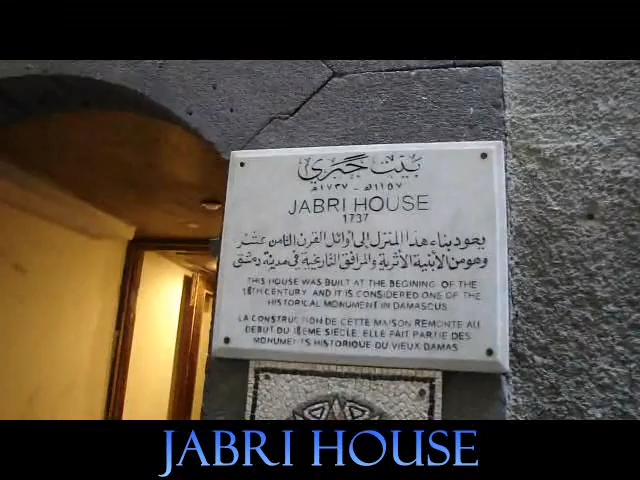 بيت جبري
١١٥٧هـ - ١٧٣٧م
JABRI HOUSE
1737
يعود بناء هذا المنزل إلى أوائل القرن الثامن عشر
وهو من الأبنية الأثرية والمرافق التاريخية في مدينة دمشق
THIS HOUSE WAS BUILT AT THE BEGINING OF THE
18TH CENTURY AND IT IS CONSIDERED ONE OF THE
HISTORICAL MONUMENT IN DAMASCUS
LA CONSTRUCTION DE CETTE MAISON REMONTE AU
DEBUT DU 18EME SIECLE. ELLE FAIT PARTIE DES
MONUMENTS HISTORIQUE DU VIEUX DAMAS
JABRI HOUSE